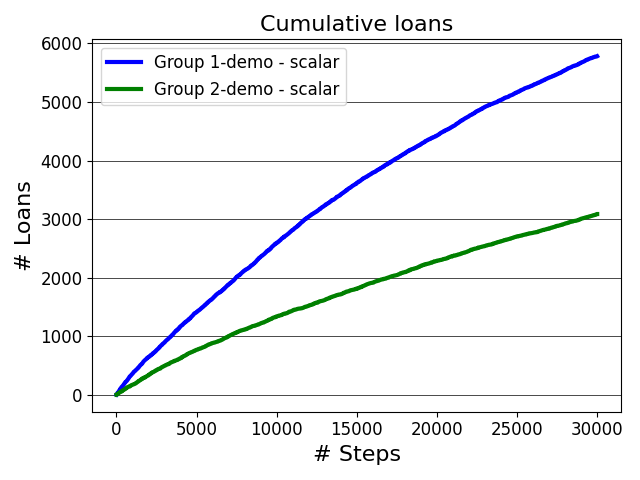 Cumulative loans
6000
5000
4000
3000
2000
1000
0
# Loans
Group 1-demo - scalar
Group 2-demo - scalar
0 5000 10000 15000 20000 25000 30000
# Steps